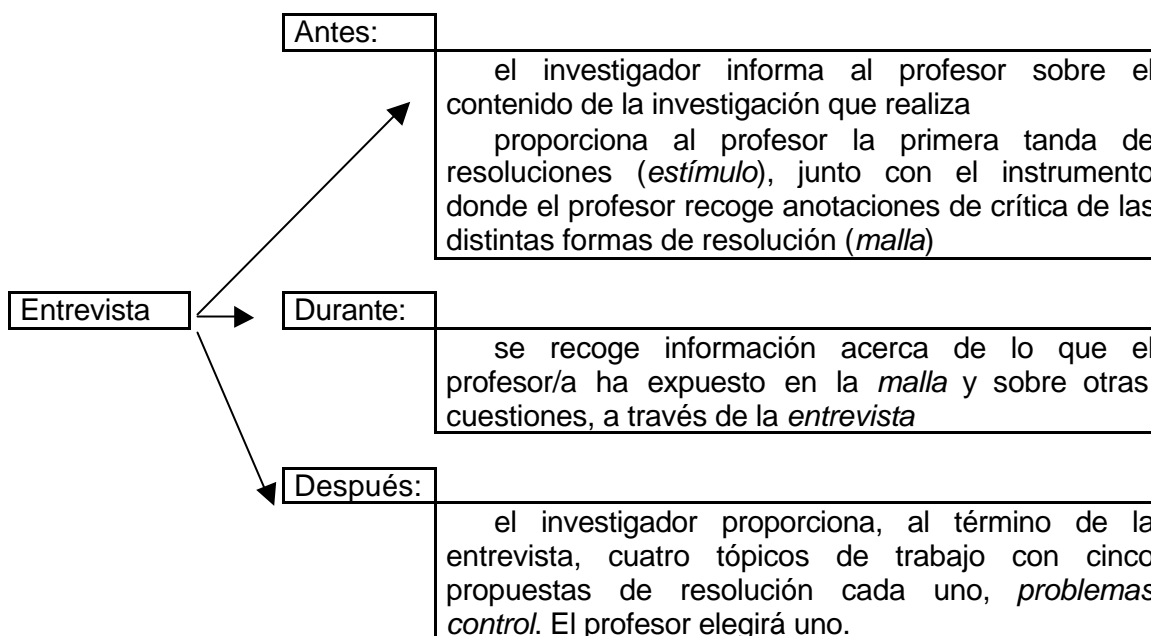 Antes:
el investigador informa al profesor sobre el
contenido de la investigación que realiza
proporciona al profesor la primera tanda de
resoluciones (estímulo), junto con el instrumento
donde el profesor recoge anotaciones de crítica de las
distintas formas de resolución (malla)
Entrevista
Durante:
se recoge información acerca de lo que el
profesor/a ha expuesto en la malla y sobre otras
cuestiones, a través de la entrevista
Después:
el investigador proporciona, al término de la
entrevista, cuatro tópicos de trabajo con cinco
propuestas de resolución cada uno, problemas
control. El profesor elegirá uno.